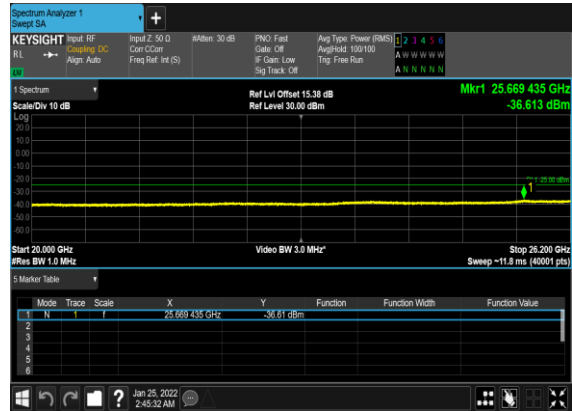 Spectrum Analyzer 1
Swept SA
KEYSIGHT Input: RF Input Z: 50 Ω #Atten: 30 dB PNO: Fast Avg Type: Power (RMS) 1 2 3 4 5 6
RL Coupling: DC Corr CCorr Gate: Off Avg|Hold: 100/100 A W W W W W
Align: Auto Freq Ref: Int (S) IF Gain: Low Trig: Free Run
Sig Track: Off A N N N N N
1 Spectrum Ref Lvl Offset 15.38 dB Mkr1 25.669 435 GHz
Scale/Div 10 dB Ref Level 30.00 dBm -36.613 dBm
Log
20.0
10.0
0.00
-10.0
-20.0
-25.00 dBm
-30.0 1
-40.0
-50.0
-60.0
Start 20.000 GHz Video BW 3.0 MHz* Stop 26.200 GHz
#Res BW 1.0 MHz Sweep ~11.8 ms (40001 pts)
5 Marker Table
Mode Trace Scale X Y Function Function Width Function Value
1 N 1 f 25.669 435 GHz -36.61 dBm
2
3
4
5
6
? Jan 25, 2022
2:45:32 AM